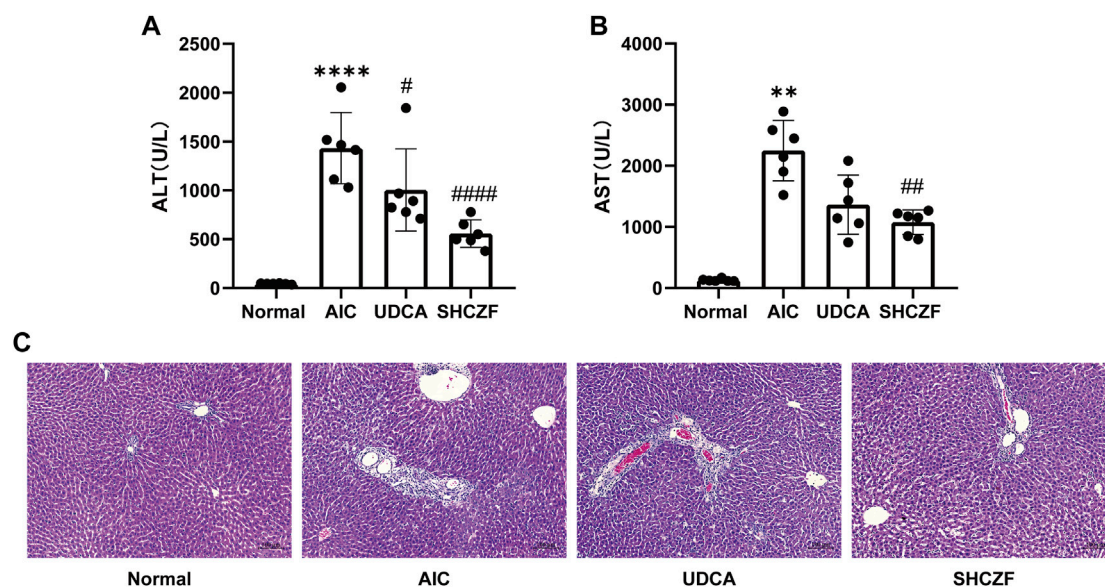 A
ALT(U/L)
2500
2000
1500
1000
500
0
****
#
####
Normal AIC UDCA SHCZF
B
AST(U/L)
4000
3000
2000
1000
0
**
##
Normal AIC UDCA SHCZF
C
Normal AIC UDCA SHCZF